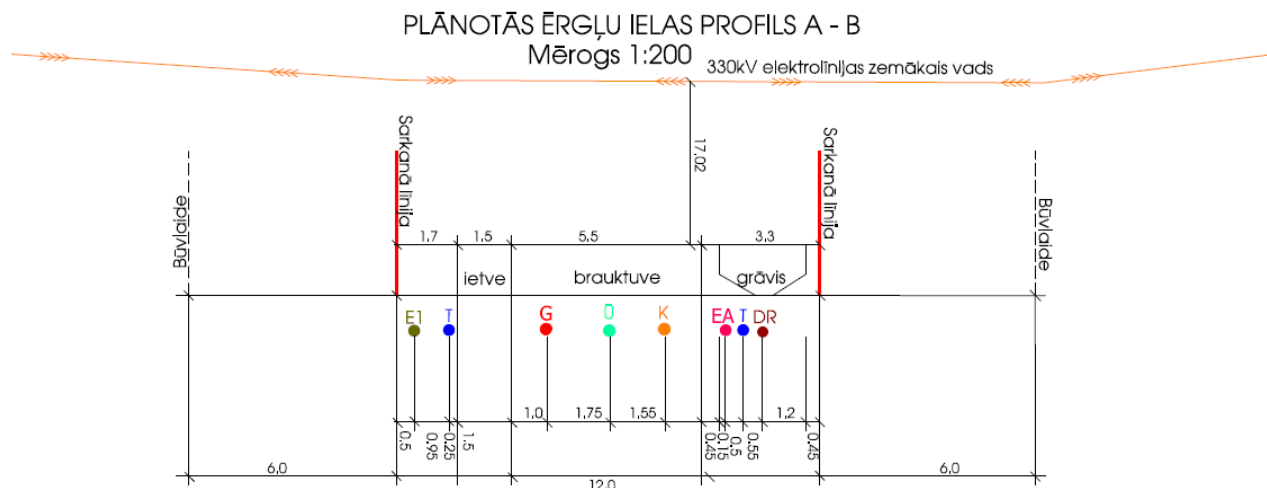 PLĀNOTĀS ĒRGĻU IELAS PROFILS A - B
Mērogs 1:200
330kV elektrolīnijas zemākais vads
17.02
Būvlaide
Sarkanā līnija
Sarkanā līnija
Būvlaide
1.7 1.5 5.5 3.3
ietve brauktuve grāvis
E1 T G Ū K EA T DR
1.0 1.75 1.55 1.2
0.5 0.95 0.25 1.5 0.45 0.15 0.5 0.55 0.45
6.0 12.0 6.0